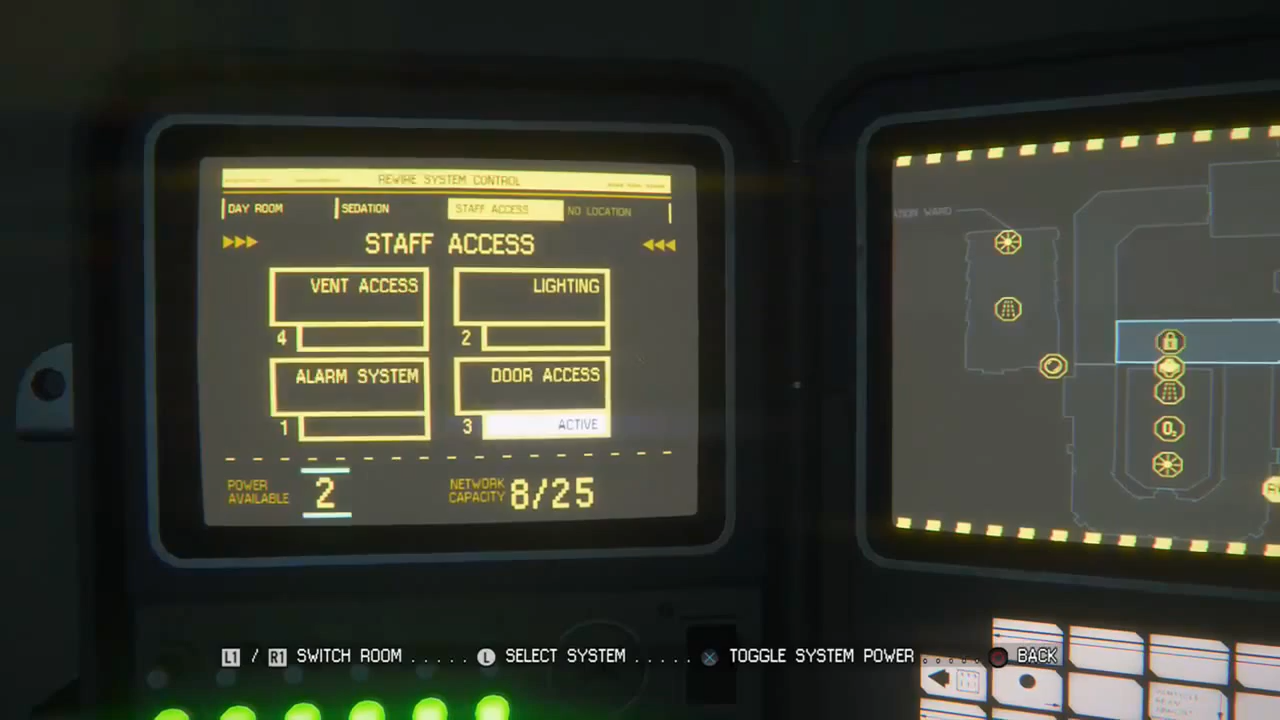 REWIRE SYSTEM CONTROL
DAY ROOM SEDATION STAFF ACCESS NO LOCATION
STAFF ACCESS
VENT ACCESS LIGHTING
4 2
ALARM SYSTEM DOOR ACCESS
1 3 ACTIVE
POWER AVAILABLE 2 NETWORK CAPACITY 8/25
WARD
O₂
L1 / R1 SWITCH ROOM ..... L SELECT SYSTEM ..... TOGGLE SYSTEM POWER ..... BACK